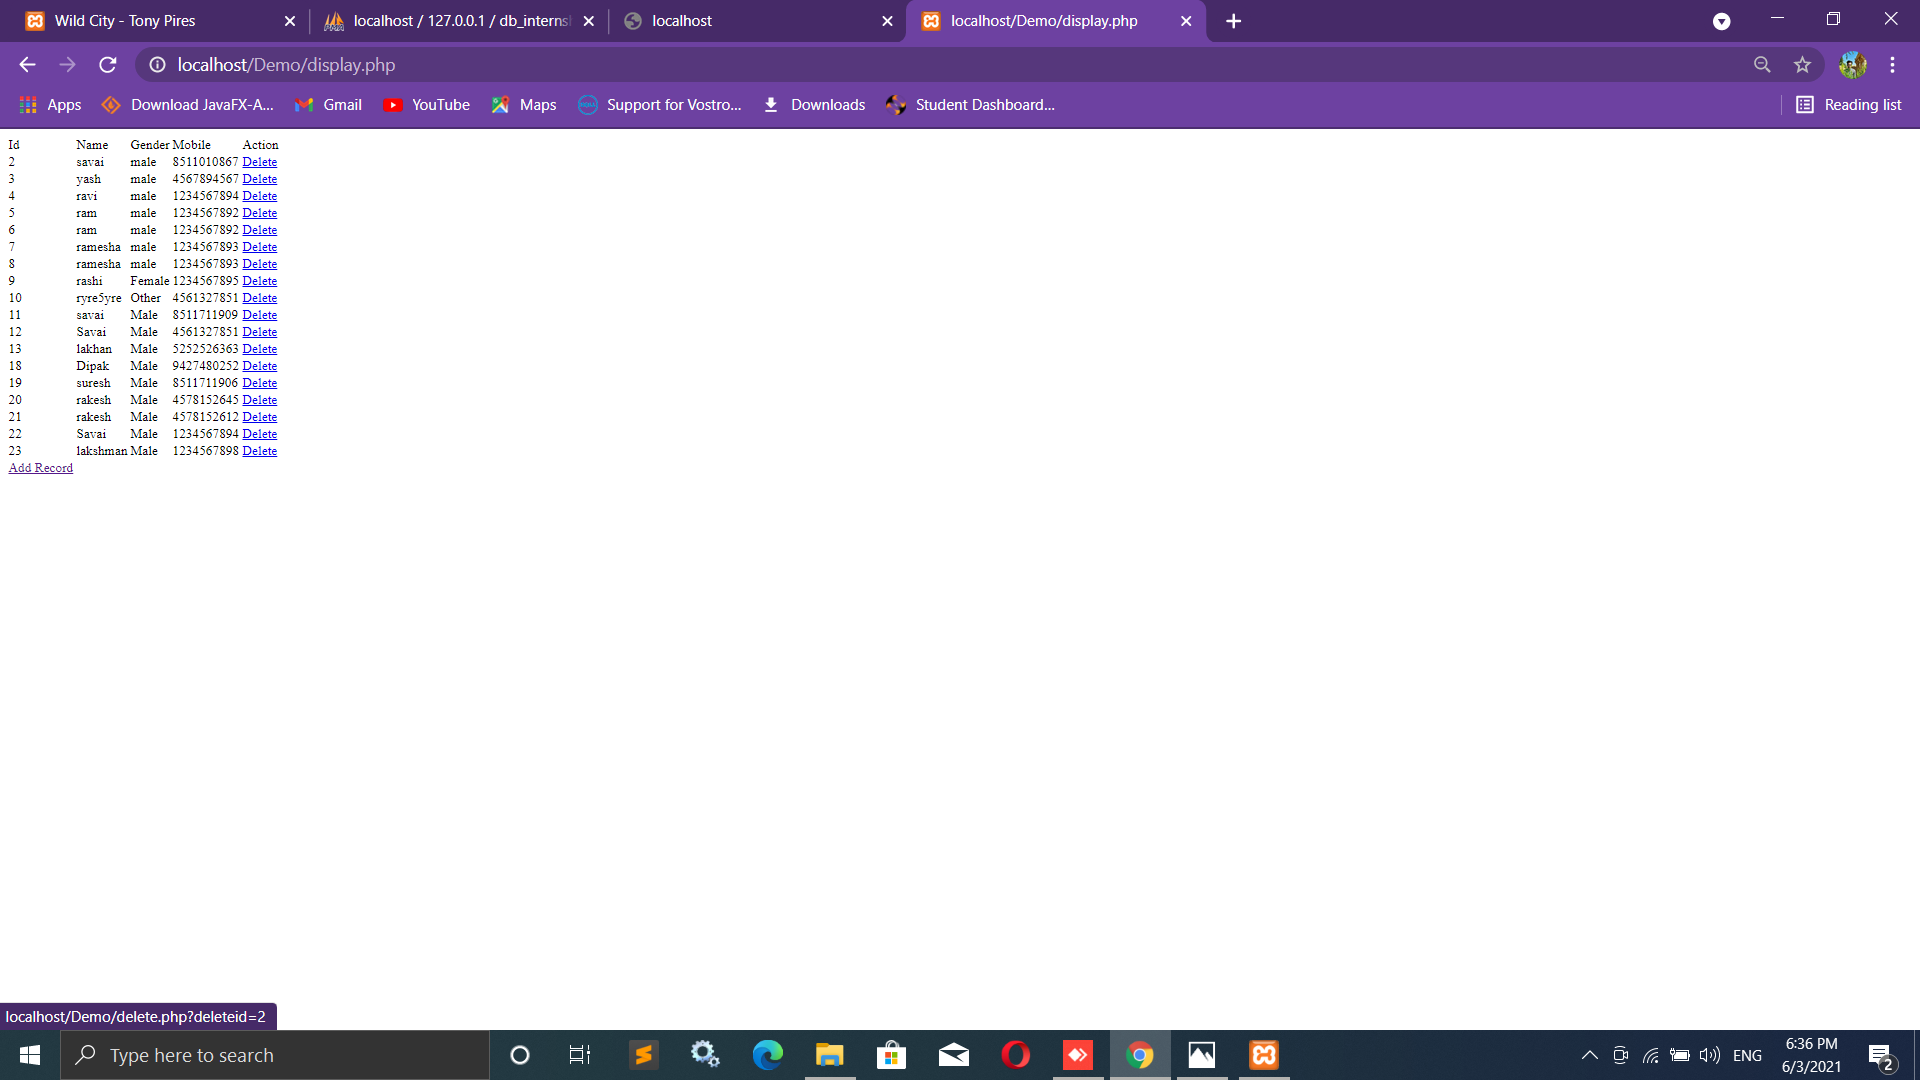 Wild City - Tony Pires
localhost / 127.0.0.1 / db_interns
localhost
localhost/Demo/display.php
localhost/Demo/display.php
Apps
Download JavaFX-A...
Gmail
YouTube
Maps
Support for Vostro...
Downloads
Student Dashboard...
Reading list
Id Name Gender Mobile Action
2 savai male 8511010867 Delete
3 yash male 4567894567 Delete
4 ravi male 1234567894 Delete
5 ram male 1234567892 Delete
6 ram male 1234567892 Delete
7 ramesha male 1234567893 Delete
8 ramesha male 1234567893 Delete
9 rashi Female 1234567895 Delete
10 ryre5yre Other 4561327851 Delete
11 savai Male 8511711909 Delete
12 Savai Male 4561327851 Delete
13 lakhan Male 5252526363 Delete
18 Dipak Male 9427480252 Delete
19 suresh Male 8511711906 Delete
20 rakesh Male 4578152645 Delete
21 rakesh Male 4578152612 Delete
22 Savai Male 1234567894 Delete
23 lakshman Male 1234567898 Delete
Add Record
localhost/Demo/delete.php?deleteid=2
Type here to search
ENG
6:36 PM
6/3/2021
2